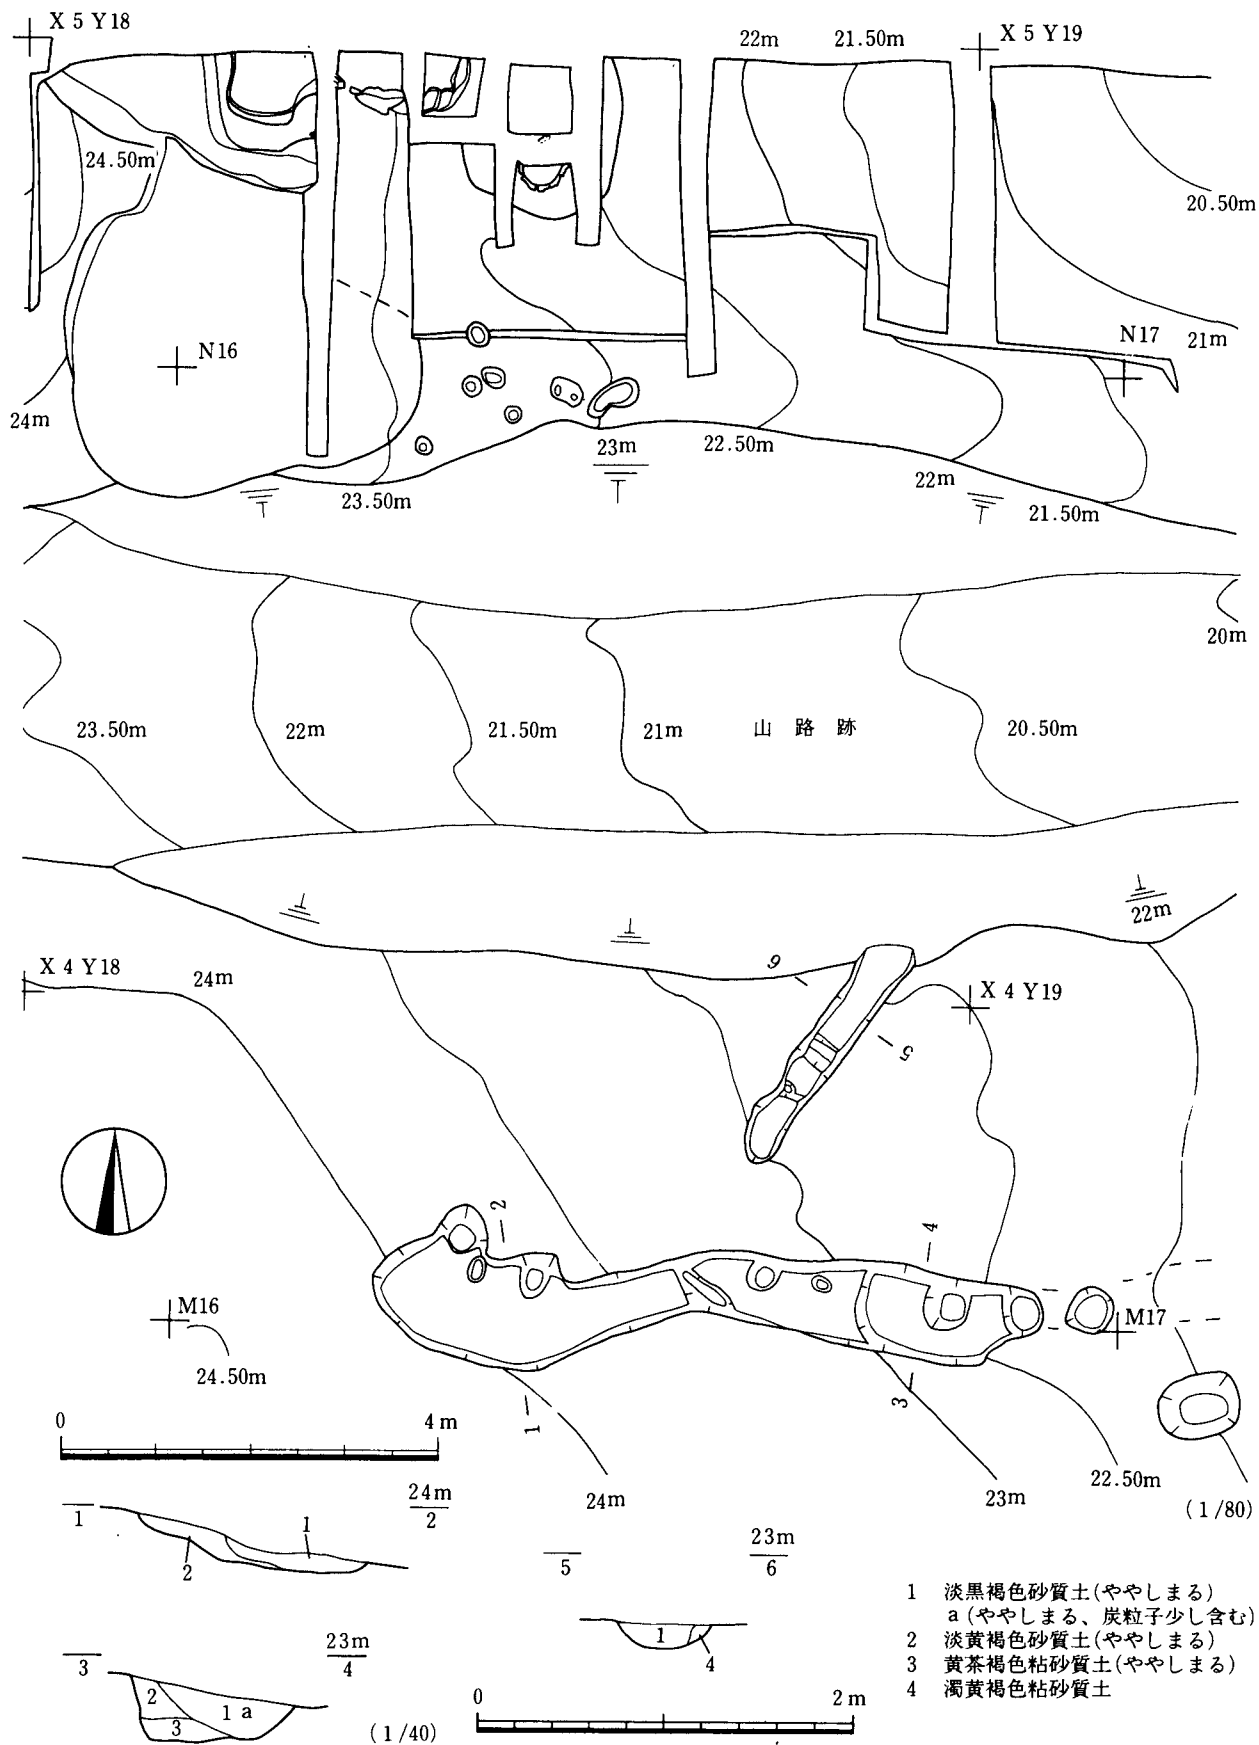 X 5 Y18
22m
21.50m
X 5 Y19
24.50m
20.50m
N16
N17
21m
24m
23m
22.50m
22m
23.50m
21.50m
20m
23.50m
22m
21.50m
21m
山路跡
20.50m
22m
X 4 Y18
24m
6
X 4 Y19
5
2
4
M16
M17
24.50m
1
3
0 4m
24m
23m
22.50m
(1/80)
1
24m
2
1
2
5
23m
6
1
4
3
23m
4
2
1 a
3
(1/40)
0 2m
1 淡黒褐色砂質土(ややしまる)
a(ややしまる、炭粒子少し含む)
2 淡黄褐色砂質土(ややしまる)
3 黄茶褐色粘砂質土(ややしまる)
4 濁黄褐色粘砂質土